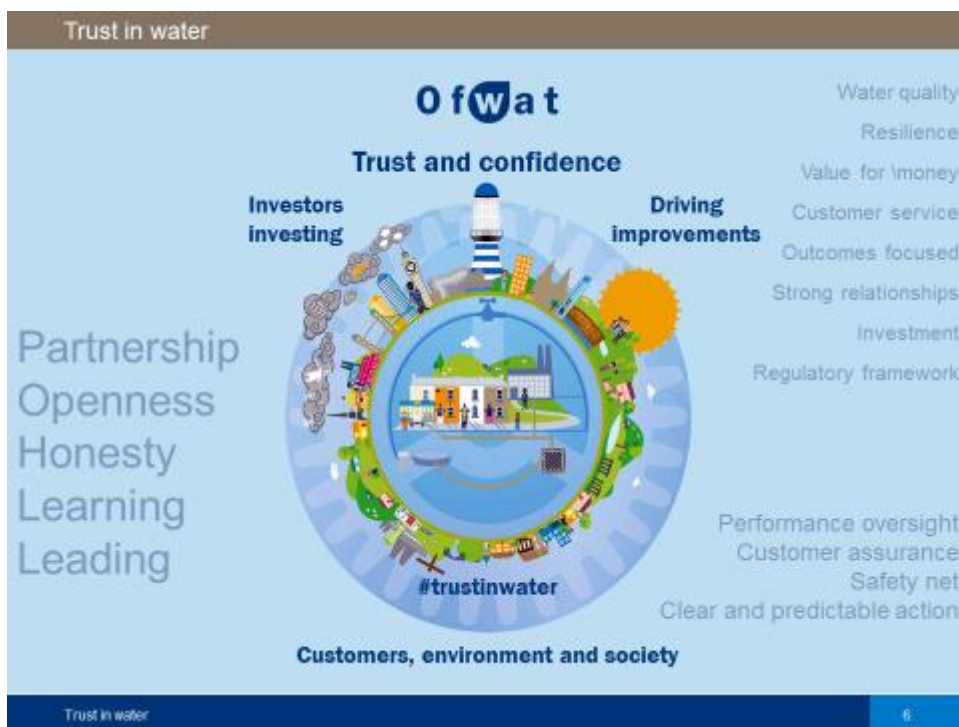 Trust in water
Ofwat
Trust and confidence
Investors
investing
Driving
improvements
Water quality
Resilience
Value for \money
Customer service
Outcomes focused
Strong relationships
Investment
Regulatory framework
Partnership
Openness
Honesty
Learning
Leading
Performance oversight
Customer assurance
Safety net
Clear and predictable action
#trustinwater
Customers, environment and society
Trust in water
6